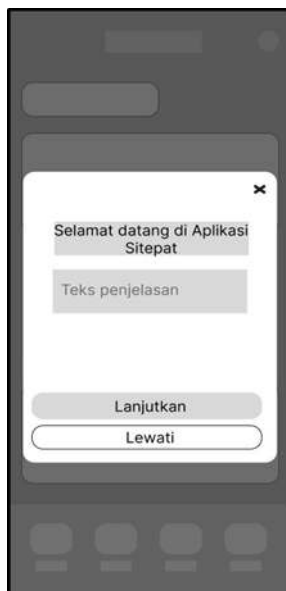 Selamat datang di Aplikasi
Sitepat
Teks penjelasan
Lanjutkan
Lewati